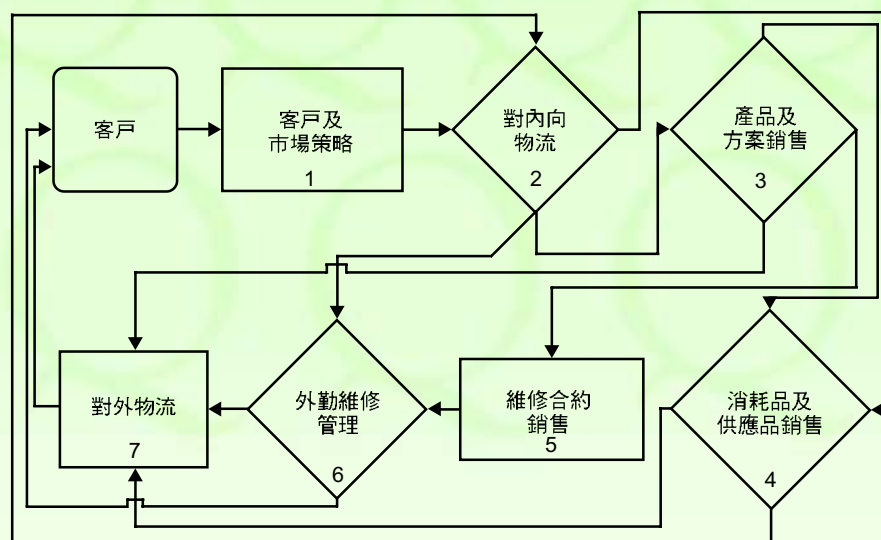 客戸
客戸及
市場策略
1
對內向
物流
2
產品及
方案銷售
3
對外物流
7
外勤維修
管理
6
維修合約
銷售
5
消耗品及
供應品銷售
4